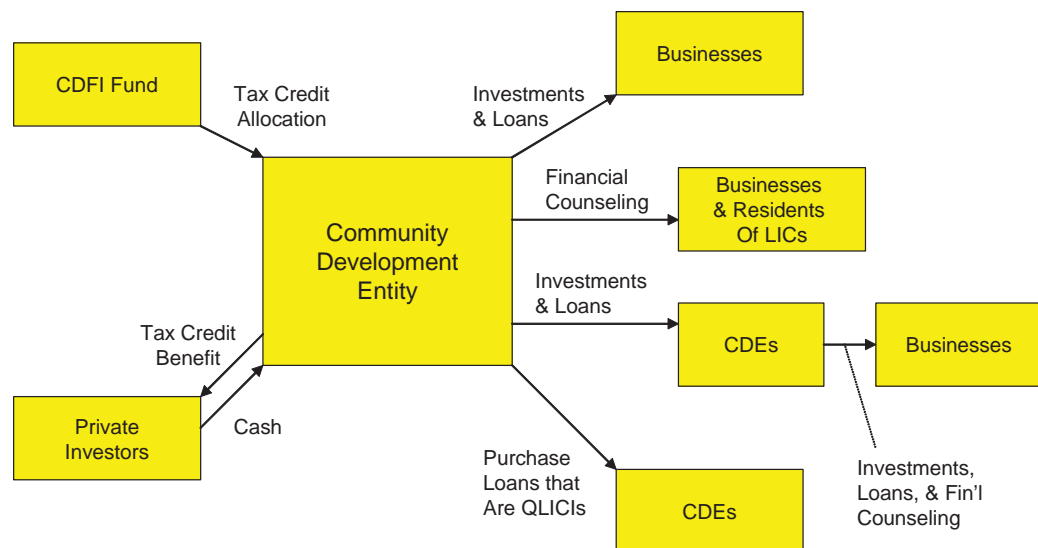 CDFI Fund
Tax Credit
Allocation
Investments
& Loans
Businesses
Community
Development
Entity
Financial
Counseling
Businesses
& Residents
Of LICs
Investments
& Loans
CDEs
Businesses
Tax Credit
Benefit
Private
Investors
Cash
Purchase
Loans that
Are QLICIs
CDEs
Investments,
Loans, & Fin'l
Counseling